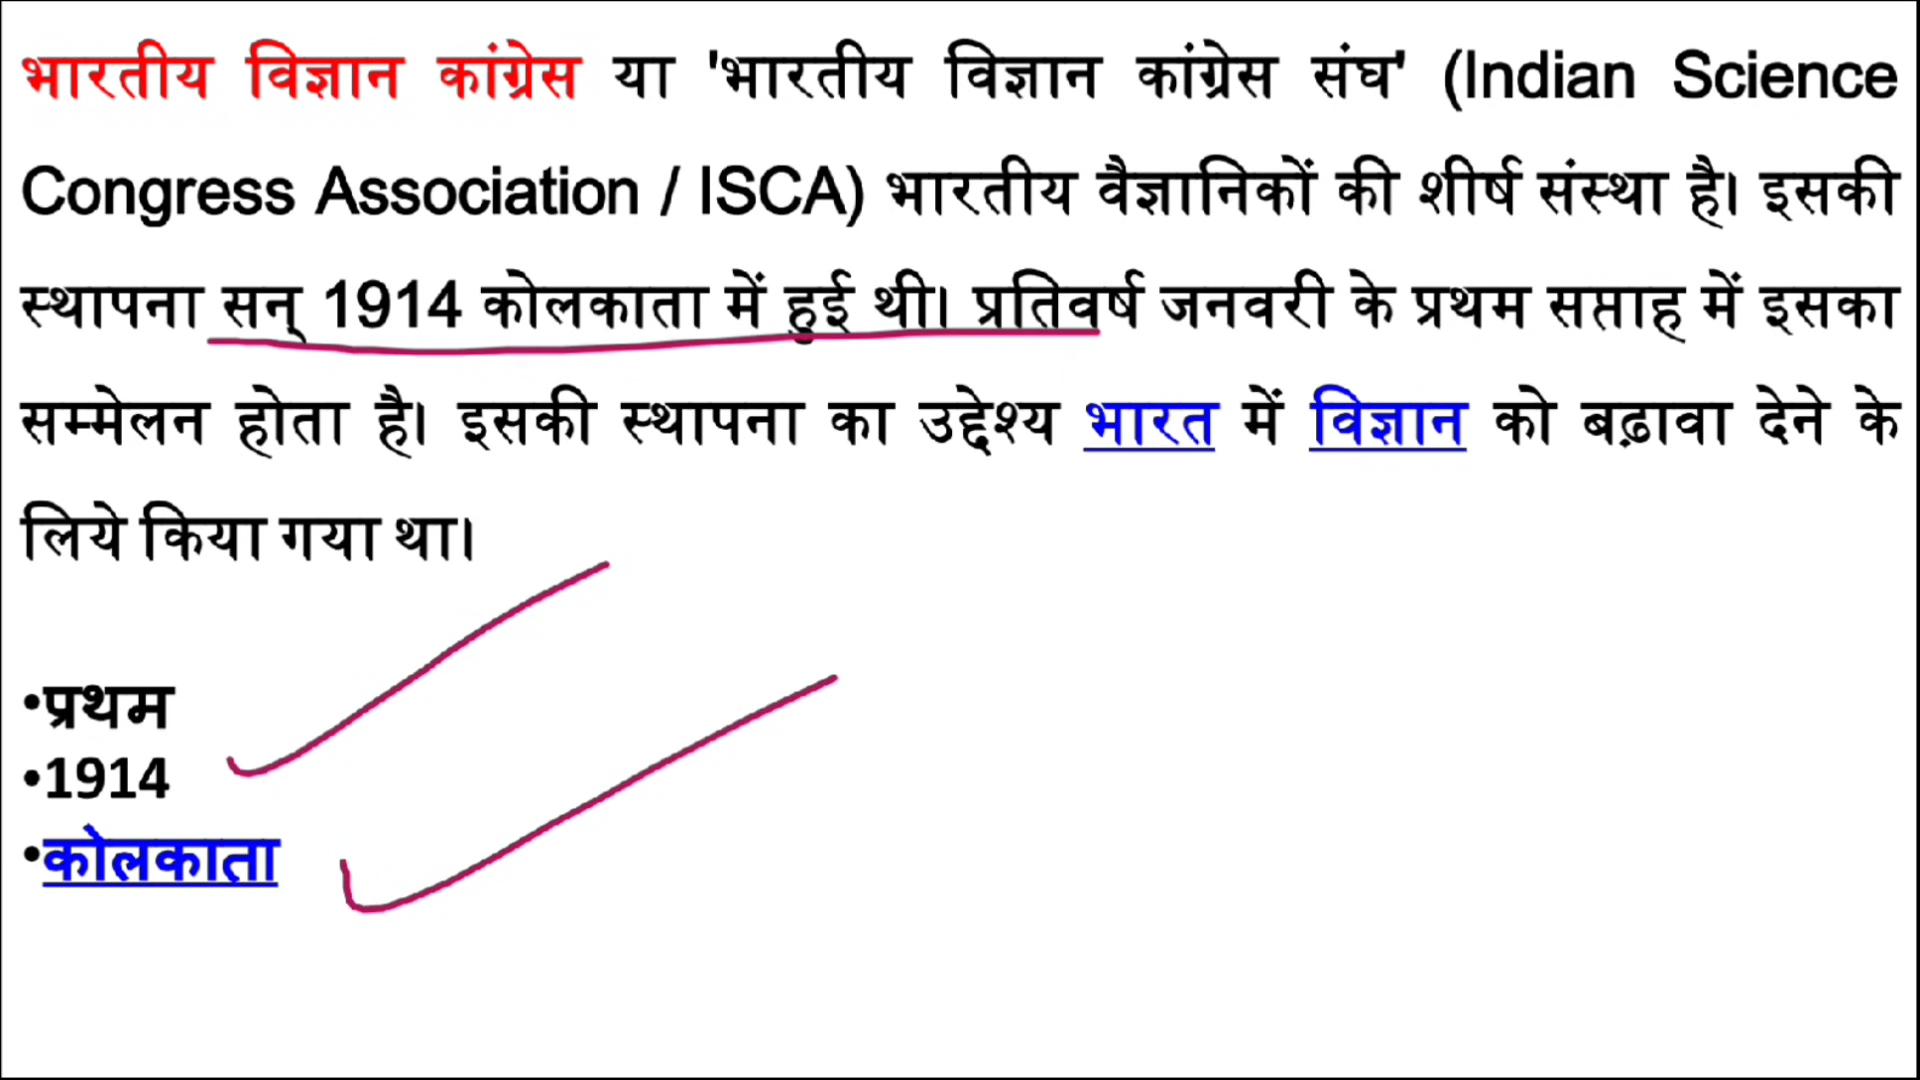 भारतीय विज्ञान कांग्रेस या 'भारतीय विज्ञान कांग्रेस संघ' (Indian Science
Congress Association / ISCA) भारतीय वैज्ञानिकों की शीर्ष संस्था है। इसकी
स्थापना सन् 1914 कोलकाता में हुई थी। प्रतिवर्ष जनवरी के प्रथम सप्ताह में इसका
सम्मेलन होता है। इसकी स्थापना का उद्देश्य भारत में विज्ञान को बढ़ावा देने के
लिये किया गया था।
•प्रथम
•1914
•कोलकाता